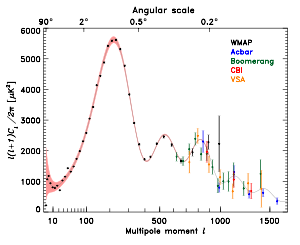 Angular scale
90° 2° 0.5° 0.2°
6000
5000
4000
3000
2000
1000
0
l(l+1)Cₗ/2π [μK²]
WMAP
Acbar
Boomerang
CBI
VSA
10 100 500 1000 1500
Multipole moment l